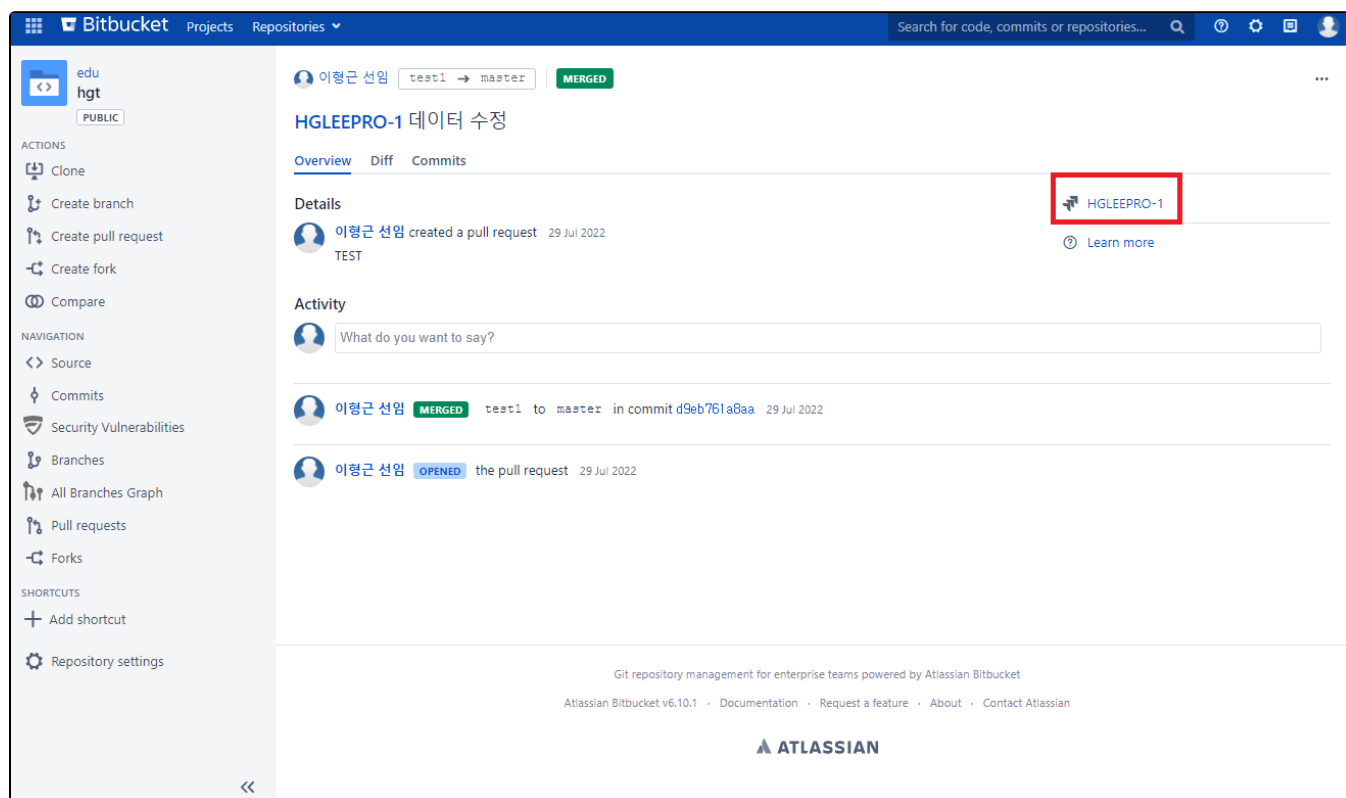 Bitbucket Projects Repositories Search for code, commits or repositories...
edu
hgt
PUBLIC
ACTIONS
Clone
Create branch
Create pull request
Create fork
Compare
NAVIGATION
Source
Commits
Security Vulnerabilities
Branches
All Branches Graph
Pull requests
Forks
SHORTCUTS
Add shortcut
Repository settings
이형근 선임 test1 → master MERGED
HGLEEPRO-1 데이터 수정
Overview Diff Commits
Details
이형근 선임 created a pull request 29 Jul 2022
TEST
HGLEEPRO-1
Learn more
Activity
What do you want to say?
이형근 선임 MERGED test1 to master in commit d9eb761a8aa 29 Jul 2022
이형근 선임 OPENED the pull request 29 Jul 2022
Git repository management for enterprise teams powered by Atlassian Bitbucket
Atlassian Bitbucket v6.10.1 · Documentation · Request a feature · About · Contact Atlassian
ATLASSIAN